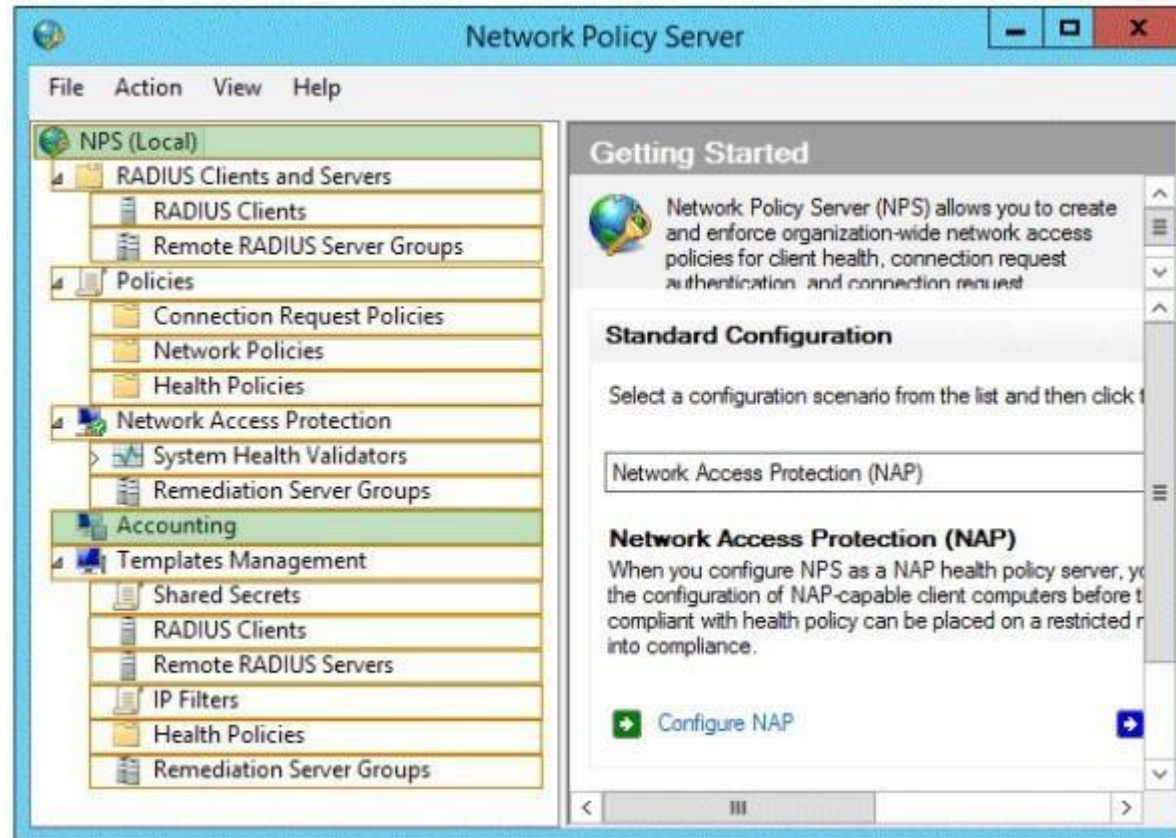 Network Policy Server
File Action View Help
NPS (Local)
RADIUS Clients and Servers
RADIUS Clients
Remote RADIUS Server Groups
Policies
Connection Request Policies
Network Policies
Health Policies
Network Access Protection
System Health Validators
Remediation Server Groups
Accounting
Templates Management
Shared Secrets
RADIUS Clients
Remote RADIUS Servers
IP Filters
Health Policies
Remediation Server Groups
Getting Started
Network Policy Server (NPS) allows you to create
and enforce organization-wide network access
policies for client health, connection request
authentication, and connection request
Standard Configuration
Select a configuration scenario from the list and then click t
Network Access Protection (NAP)
Network Access Protection (NAP)
When you configure NPS as a NAP health policy server, yo
the configuration of NAP-capable client computers before t
compliant with health policy can be placed on a restricted r
into compliance.
Configure NAP